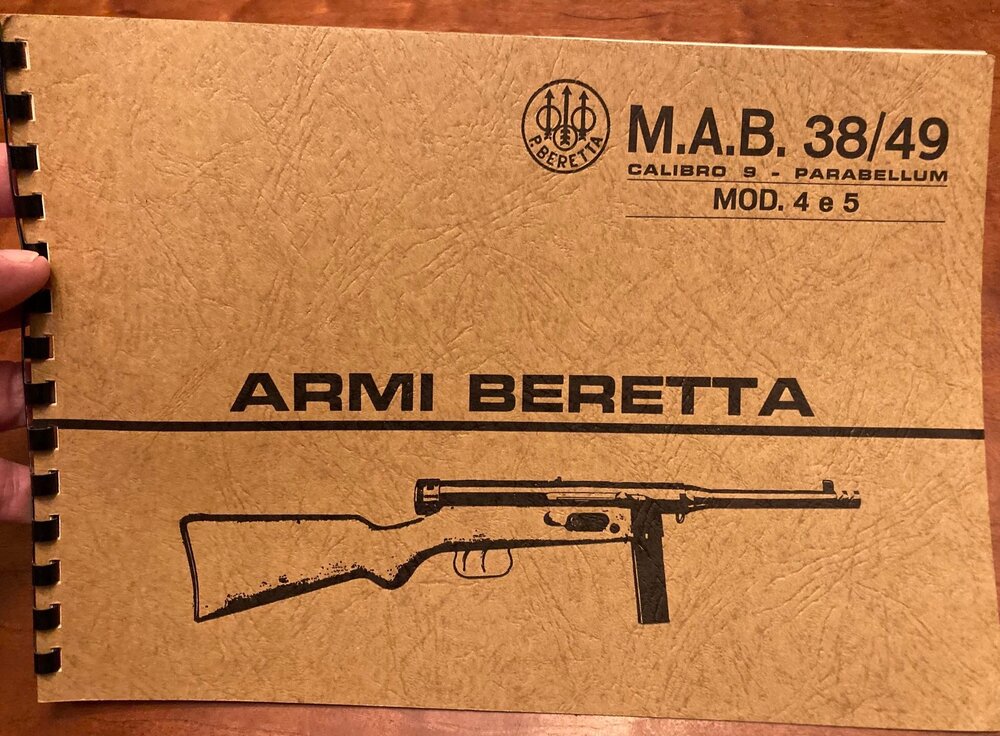 P. BERETTA
M.A.B. 38/49
CALIBRO 9 - PARABELLUM
MOD. 4 e 5
ARMI BERETTA